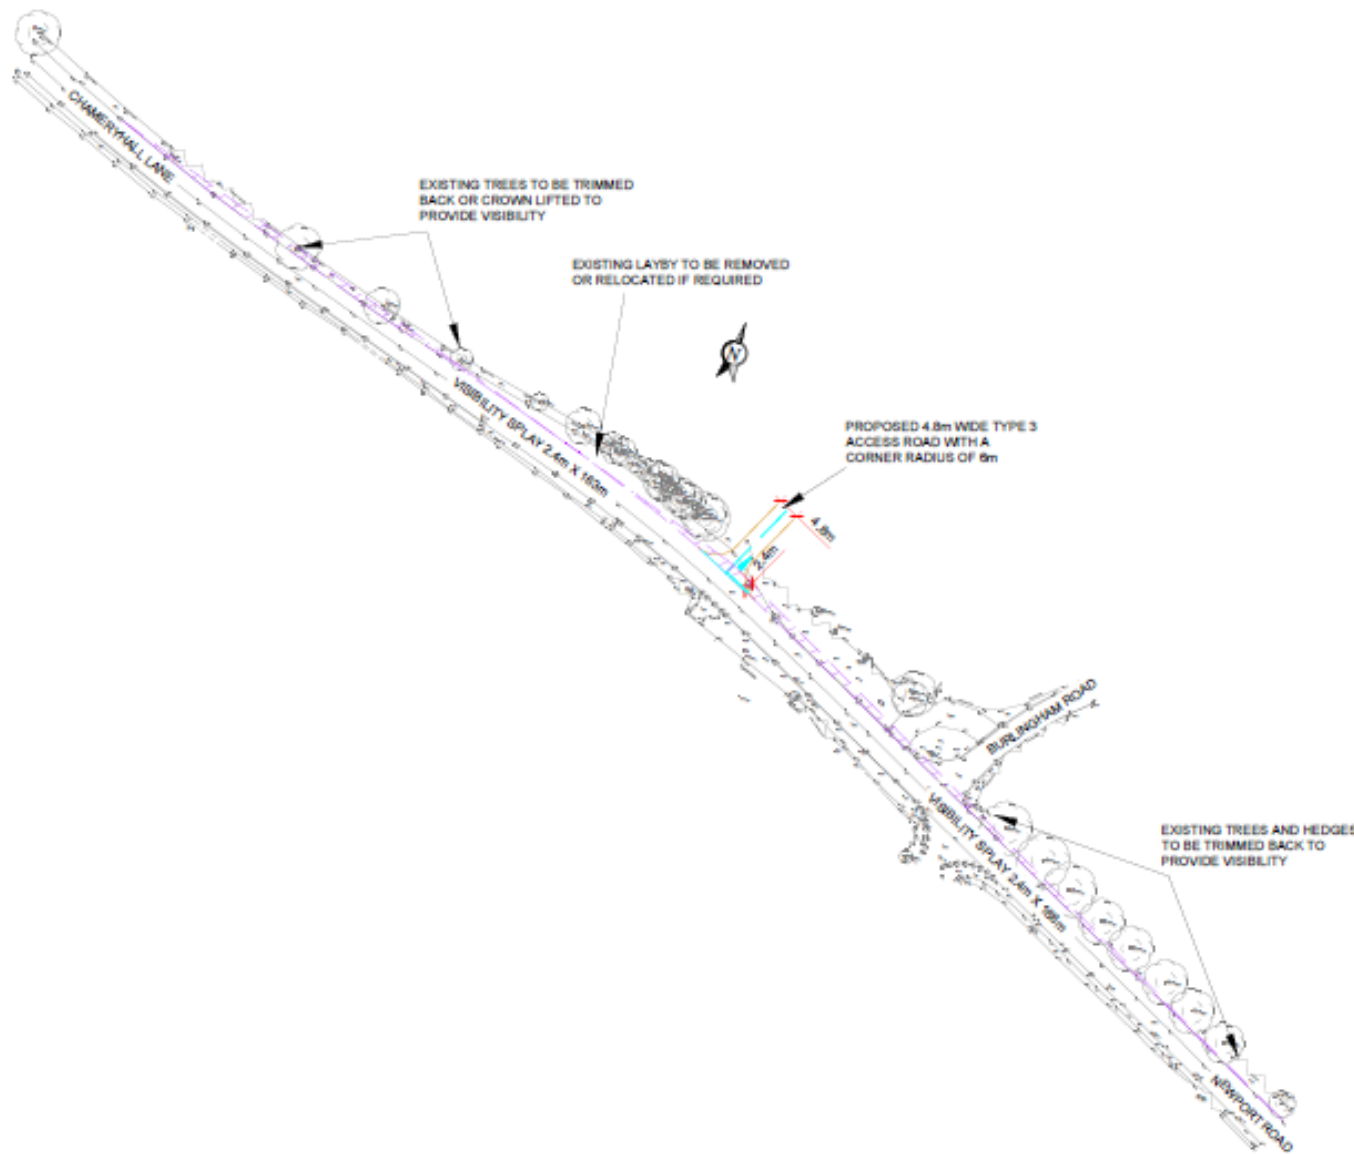 CHAMERYHALL LANE
EXISTING TREES TO BE TRIMMED
BACK OR CROWN LIFTED TO
PROVIDE VISIBILITY
EXISTING LAYBY TO BE REMOVED
OR RELOCATED IF REQUIRED
N
VISIBILITY SPLAY 2.4m X 163m
PROPOSED 4.8m WIDE TYPE 3
ACCESS ROAD WITH A
CORNER RADIUS OF 6m
4.8m
2.4m
BURLINGHAM ROAD
VISIBILITY SPLAY 2.4m X 166m
EXISTING TREES AND HEDGES
TO BE TRIMMED BACK TO
PROVIDE VISIBILITY
NEWPORT ROAD